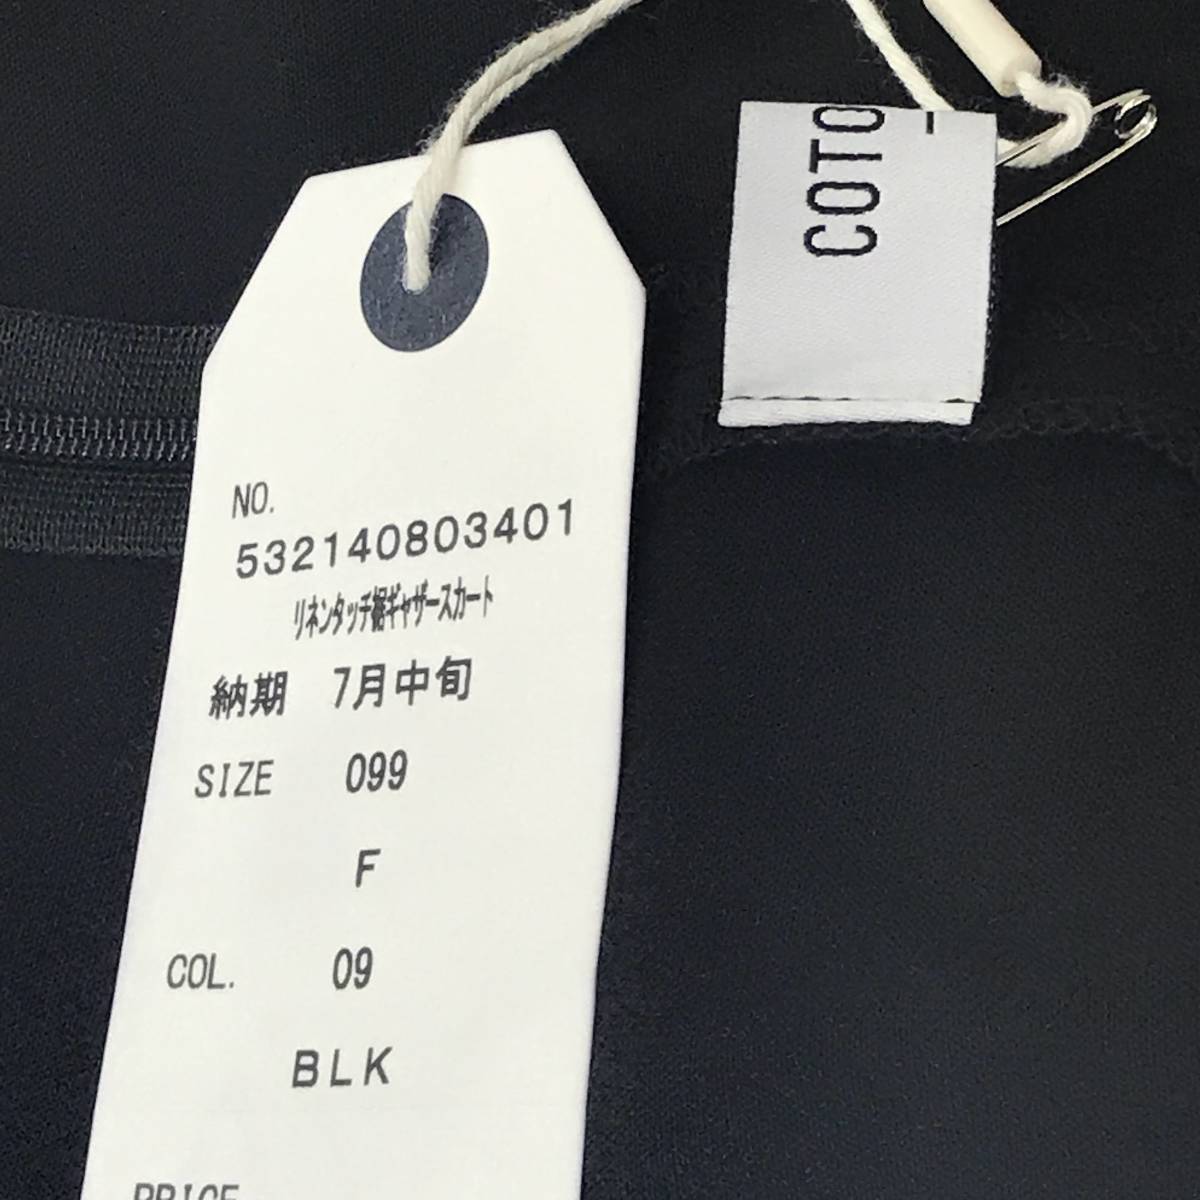 COTO
NO.
532140803401
リネンタッチ裾ギャザースカート
納期 7月中旬
SIZE 099
F
COL. 09
BLK
PRICE